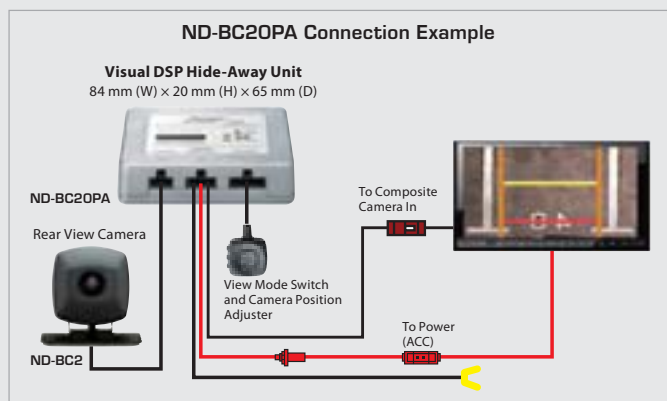 ND-BC20PA Connection Example
Visual DSP Hide-Away Unit
84 mm (W) × 20 mm (H) × 65 mm (D)
ND-BC20PA
Rear View Camera
ND-BC2
View Mode Switch
and Camera Position
Adjuster
To Composite
Camera In
To Power
(ACC)